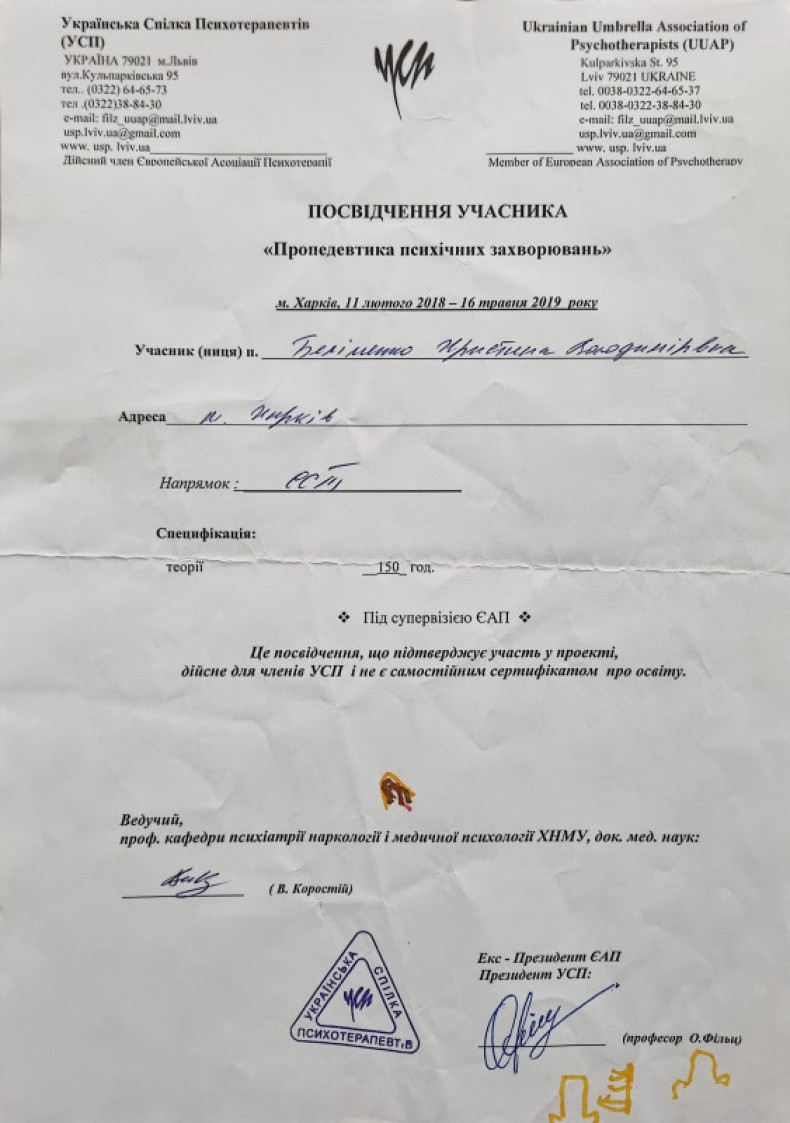 Українська Спілка Психотерапевтів
(УСП)
УКРАЇНА 79021 м.Львів
вул.Кульпарківська 95
тел.. (0322) 64-65-73
тел .(0322)38-84-30
e-mail: filz_uuap@mail.lviv.ua
usp.lviv.ua@gmail.com
www. usp. lviv.ua
Дійсний член Європейської Асоціації Психотерапії
усп
Ukrainian Umbrella Association of
Psychotherapists (UUAP)
Kulparkivska St. 95
Lviv 79021 UKRAINE
tel. 0038-0322-64-65-37
tel. 0038-0322-38-84-30
e-mail: filz_uuap@mail.lviv.ua
usp.lviv.ua@gmail.com
www. usp. lviv.ua
Member of European Association of Psychotherapy
ПОСВІДЧЕННЯ УЧАСНИКА
«Пропедевтика психічних захворювань»
м. Харків, 11 лютого 2018 – 16 травня 2019 року
Учасник (ниця) п. Беліменко Христина Володимирівна
Адреса м. Харків
Напрямок : ЄСТП
Специфікація:
теорії 150 год.
❖ Під супервізією ЄАП ❖
Це посвідчення, що підтверджує участь у проекті,
дійсне для членів УСП і не є самостійним сертифікатом про освіту.
Ведучий,
проф. кафедри психіатрії наркології і медичної психології ХНМУ, док. мед. наук:
( В. Коростій)
УКРАЇНСЬКА СПІЛКА ПСИХОТЕРАПЕВТІВ
усп
Екс - Президент ЄАП
Президент УСП:
(професор О.Фільц)